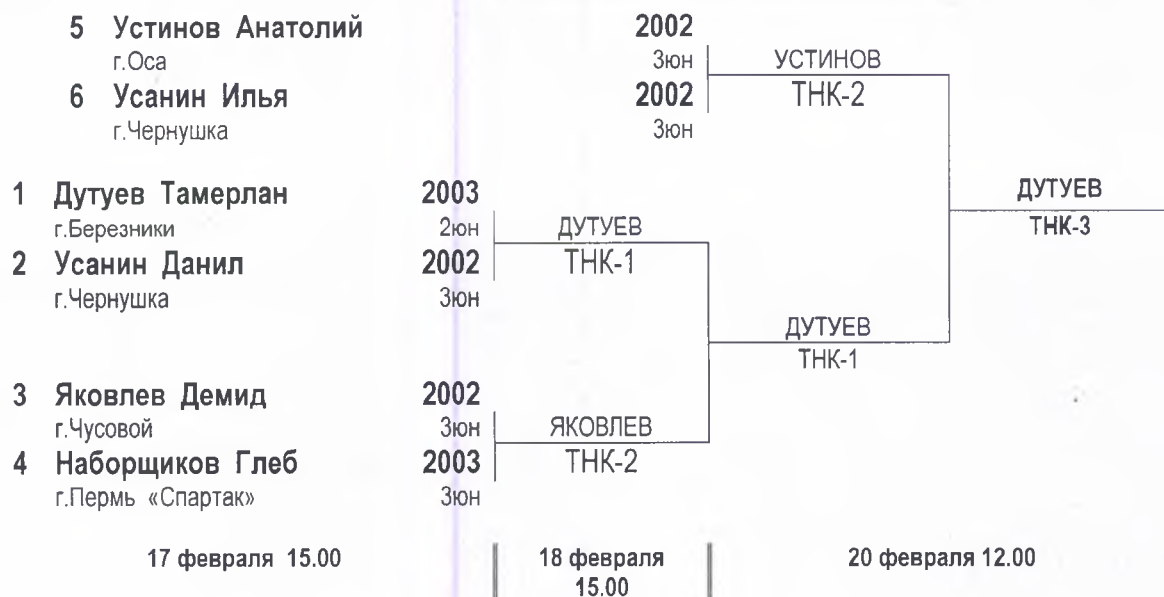 5 Устинов Анатолий 2002
г.Оса 3юн УСТИНОВ
6 Усанин Илья 2002 ТНК-2
г.Чернушка 3юн
1 Дутуев Тамерлан 2003 ДУТУЕВ
г.Березники 2юн ДУТУЕВ ТНК-3
2 Усанин Данил 2002 ТНК-1
г.Чернушка 3юн
ДУТУЕВ
ТНК-1
3 Яковлев Демид 2002
г.Чусовой 3юн ЯКОВЛЕВ
4 Наборщиков Глеб 2003 ТНК-2
г.Пермь «Спартак» 3юн
17 февраля 15.00 18 февраля 20 февраля 12.00
15.00